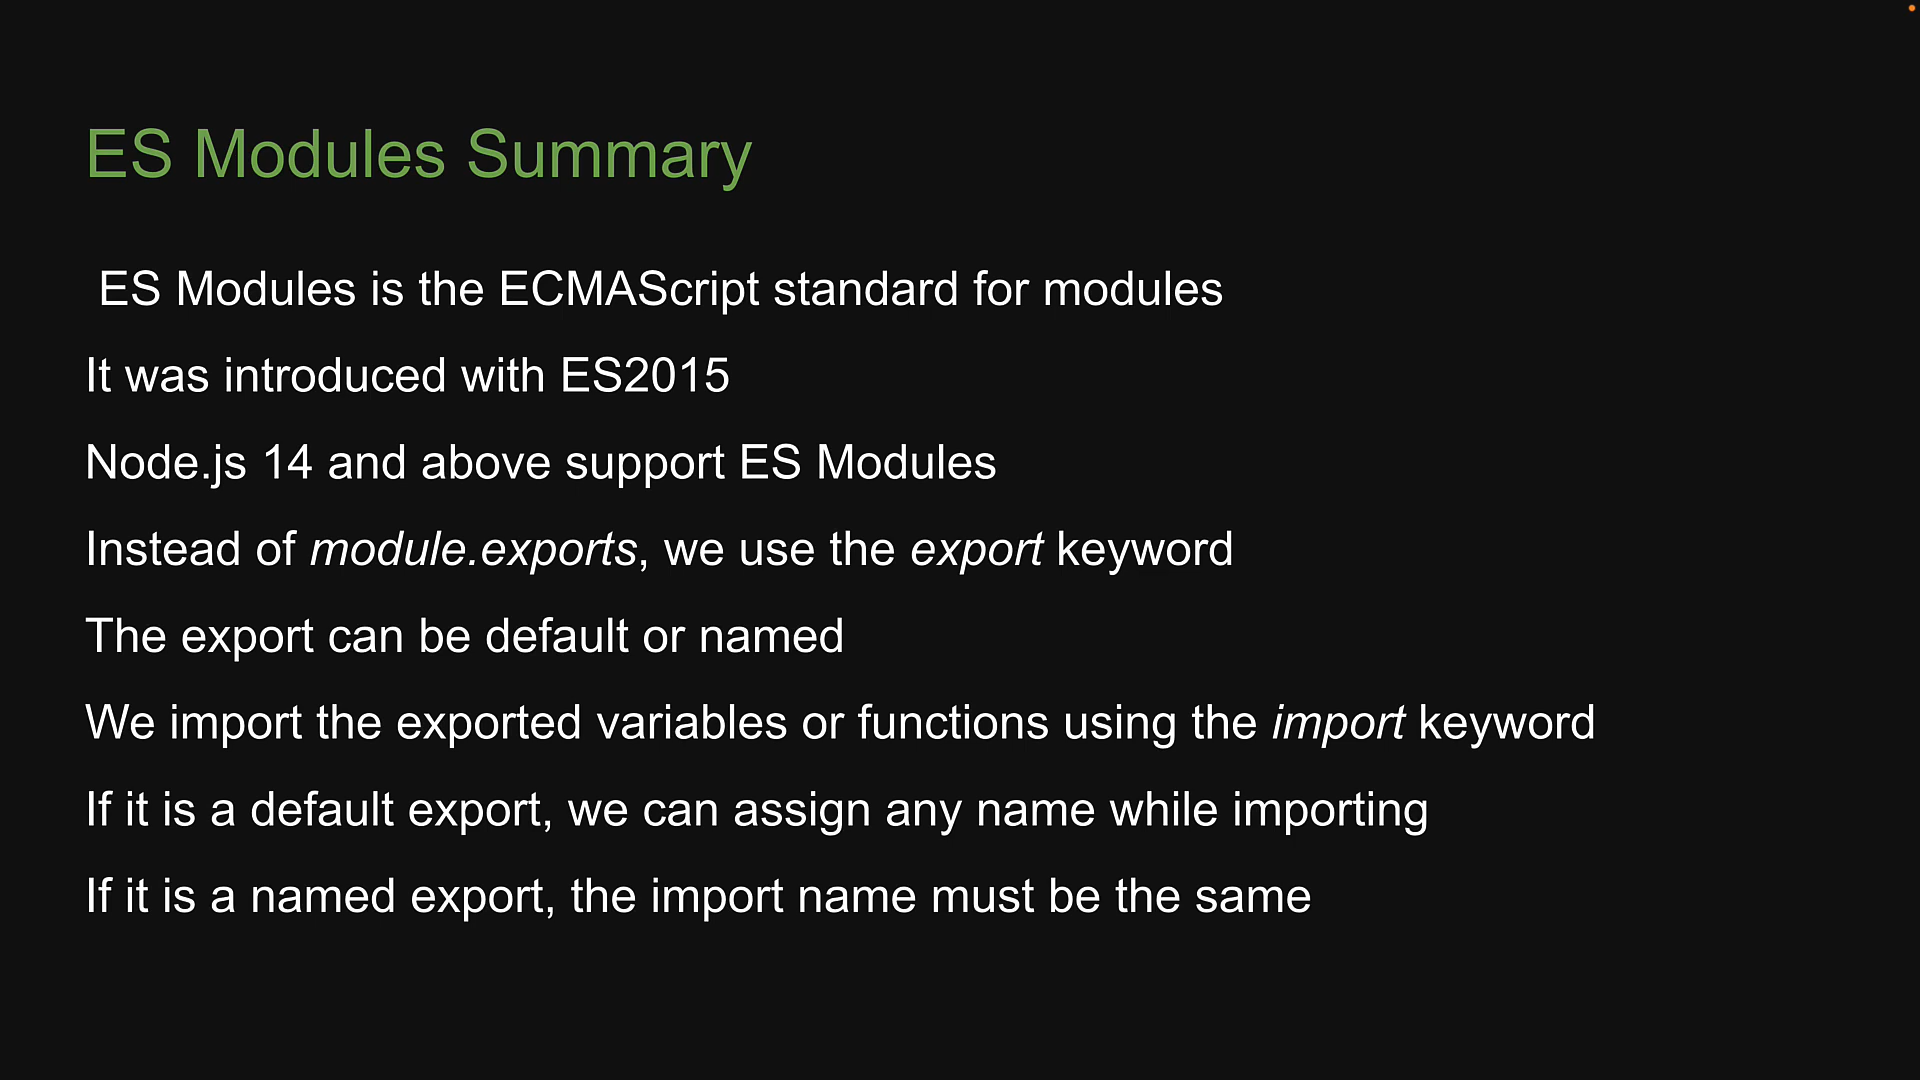 ES Modules Summary
ES Modules is the ECMAScript standard for modules
It was introduced with ES2015
Node.js 14 and above support ES Modules
Instead of module.exports, we use the export keyword
The export can be default or named
We import the exported variables or functions using the import keyword
If it is a default export, we can assign any name while importing
If it is a named export, the import name must be the same